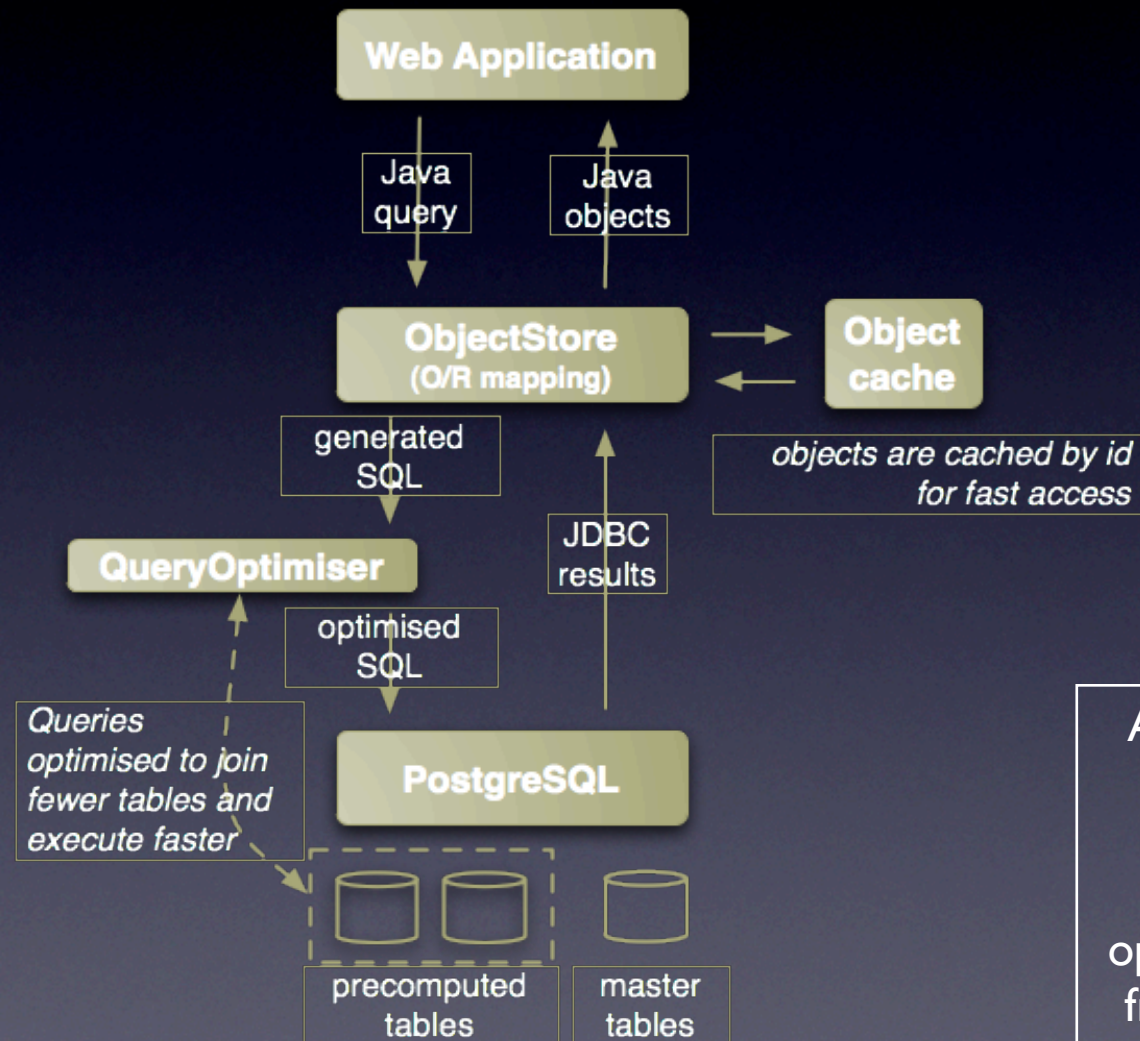 Web Application
Java
query
Java
objects
ObjectStore
(O/R mapping)
Object
cache
generated
SQL
objects are cached by id
for fast access
JDBC
results
QueryOptimiser
optimised
SQL
Queries
optimised to join
fewer tables and
execute faster
PostgreSQL
precomputed
tables
master
tables